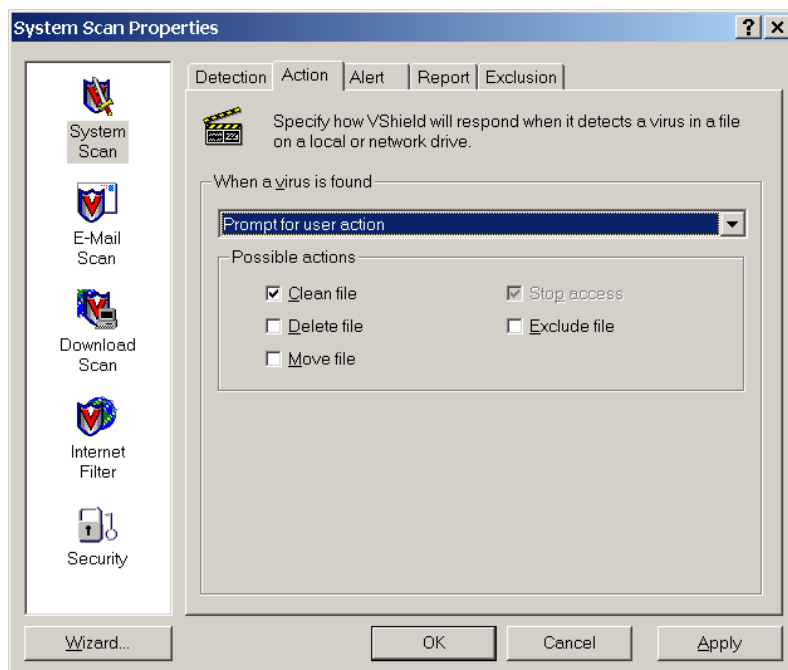 System Scan Properties
Detection
Action
Alert
Report
Exclusion
System
Scan
E-Mail
Scan
Download
Scan
Internet
Filter
Security
Specify how VShield will respond when it detects a virus in a file
on a local or network drive.
When a virus is found
Prompt for user action
Possible actions
Clean file
Stop access
Delete file
Exclude file
Move file
Wizard...
OK
Cancel
Apply